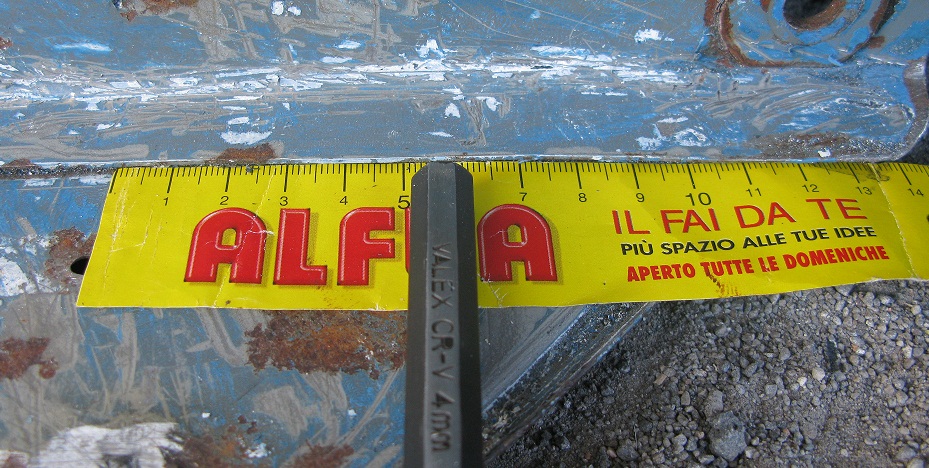 1 2 3 4 5 7 8 9 10 11 12 13 14
ALFA
IL FAI DA TE
PIÙ SPAZIO ALLE TUE IDEE
APERTO TUTTE LE DOMENICHE
VALEX CR-V 4mm